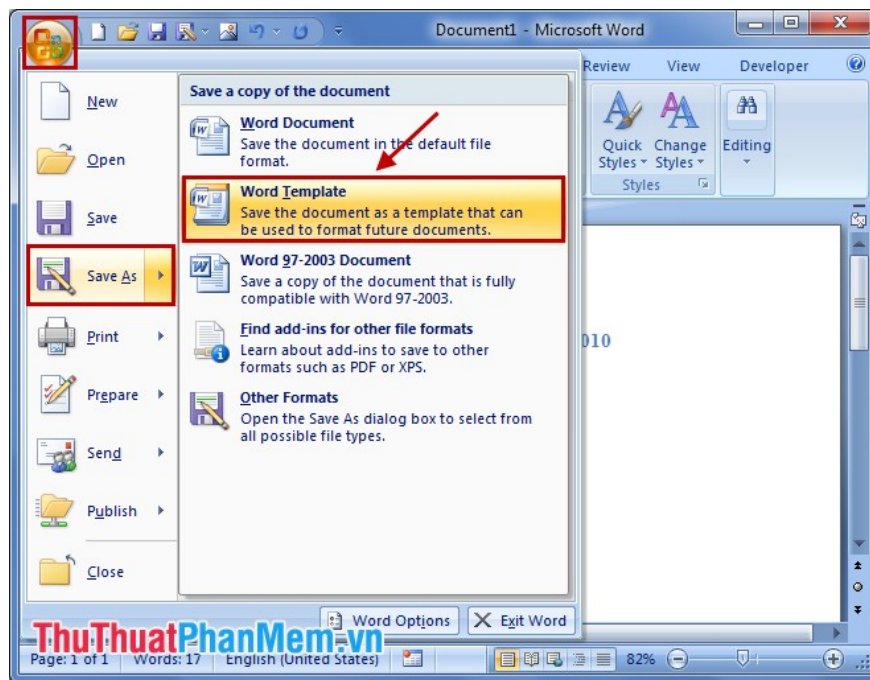 Document1 - Microsoft Word
Review View Developer
New
Open
Save
Save As
Print
Prepare
Send
Publish
Close
Save a copy of the document
Word Document
Save the document in the default file
format.
Word Template
Save the document as a template that can
be used to format future documents.
Word 97-2003 Document
Save a copy of the document that is fully
compatible with Word 97-2003.
Find add-ins for other file formats
Learn about add-ins to save to other
formats such as PDF or XPS.
Other Formats
Open the Save As dialog box to select from
all possible file types.
Quick Styles
Change Styles
Editing
Styles
010
Word Options
Exit Word
ThuThuatPhanMem.vn
Page: 1 of 1 Words: 17 English (United States) 82%